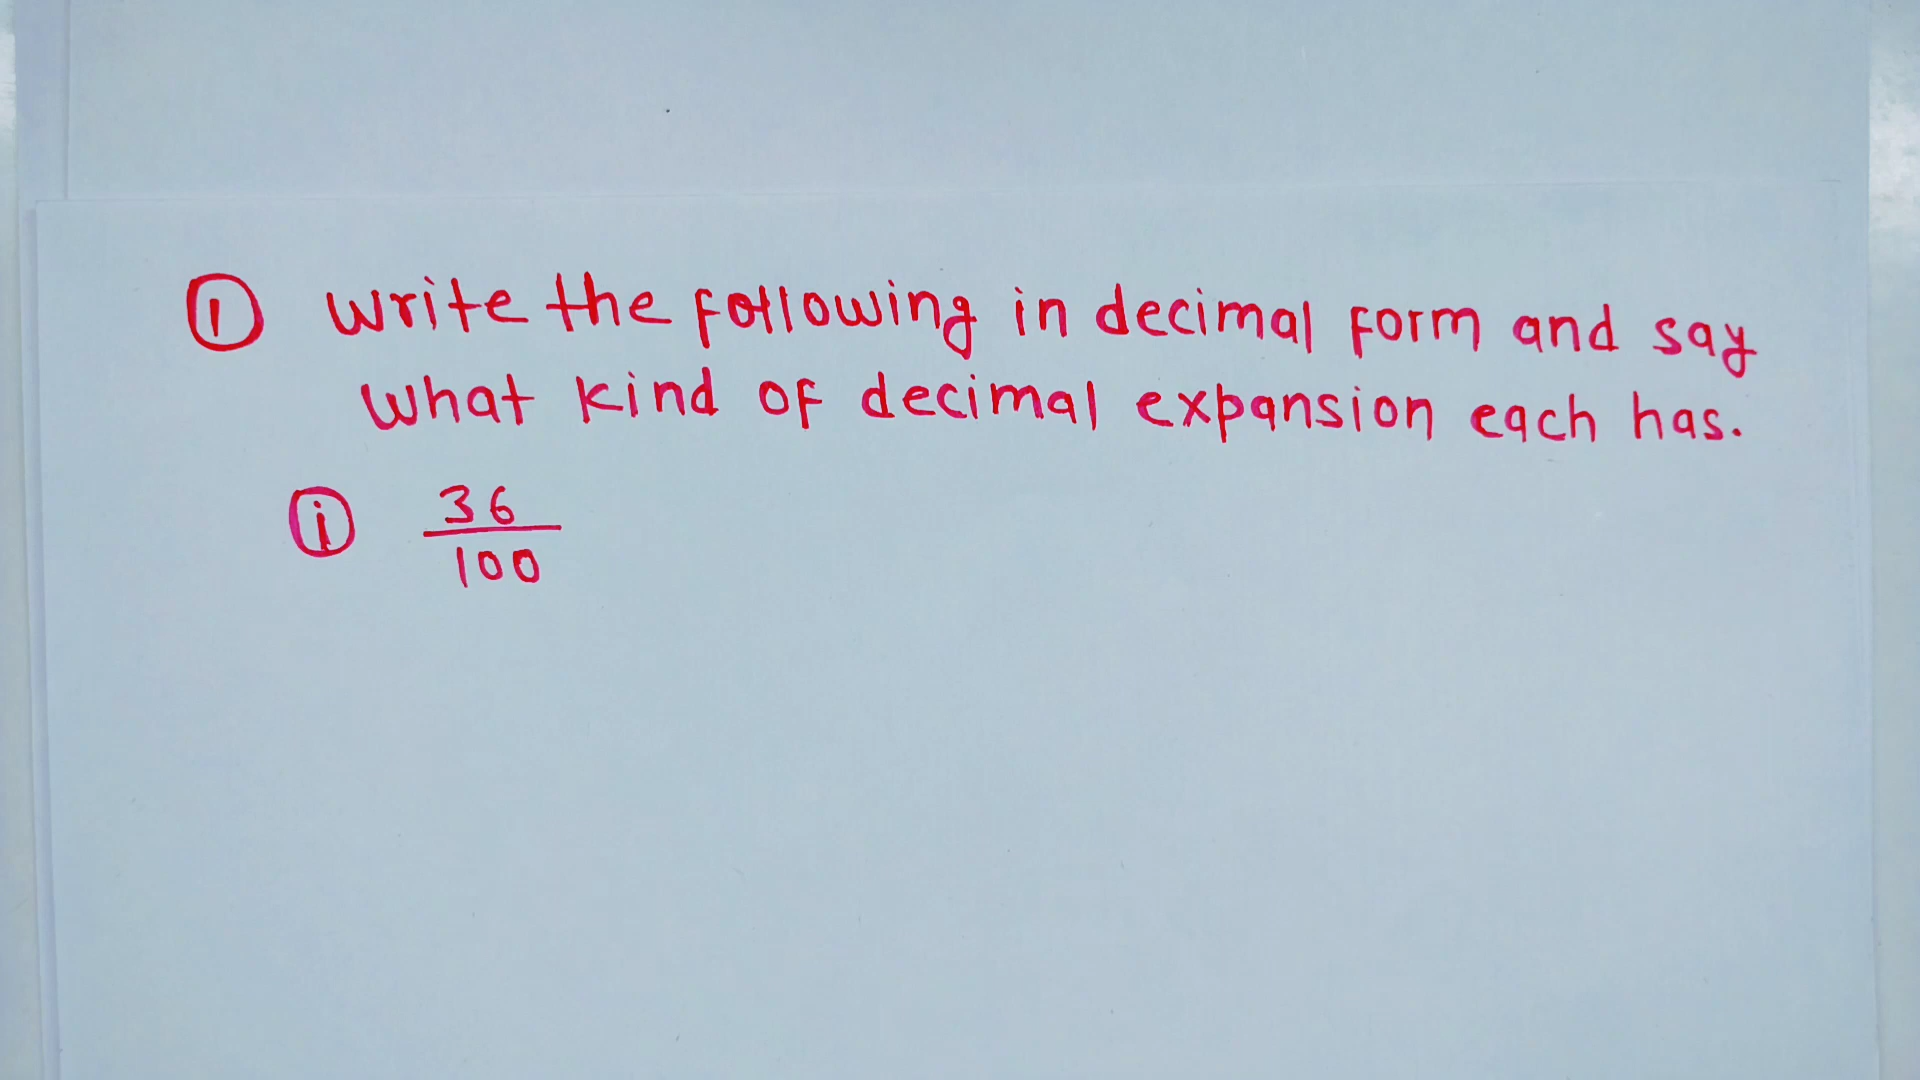 ① Write the following in decimal form and say
what kind of decimal expansion each has.
ⓘ 36
100